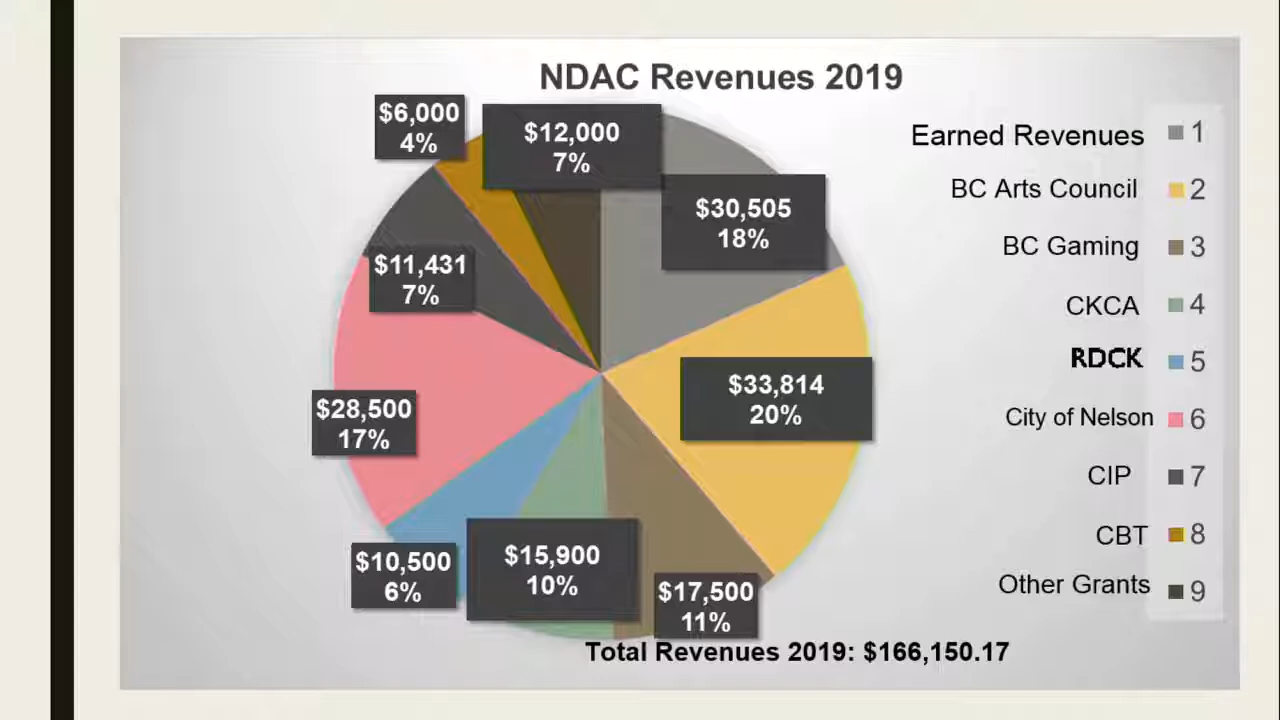 NDAC Revenues 2019
$6,000
4%
$12,000
7%
$30,505
18%
$11,431
7%
$33,814
20%
$28,500
17%
$10,500
6%
$15,900
10%
$17,500
11%
Earned Revenues 1
BC Arts Council 2
BC Gaming 3
CKCA 4
RDCK 5
City of Nelson 6
CIP 7
CBT 8
Other Grants 9
Total Revenues 2019: $166,150.17